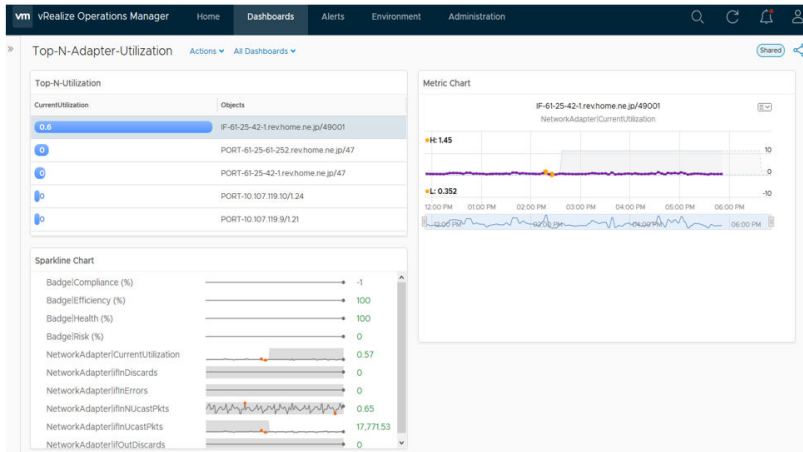 vm vRealize Operations Manager Home Dashboards Alerts Environment Administration
Top-N-Adapter-Utilization Actions All Dashboards Shared
Top-N-Utilization
CurrentUtilization Objects
0.6 IF-61-25-42-1.rev.home.ne.jp/49001
0 PORT-61-25-61-252.rev.home.ne.jp/47
0 PORT-61-25-42-1.rev.home.ne.jp/47
0 PORT-10.107.119.10/1.24
0 PORT-10.107.119.9/1.21
Metric Chart
IF-61-25-42-1.rev.home.ne.jp/49001
NetworkAdapter|CurrentUtilization
H: 1.45
10
0
L: 0.352
-10
12:00 PM 01:00 PM 02:00 PM 03:00 PM 04:00 PM 05:00 PM 06:00 PM
12:00 PM 02:00 PM 04:00 PM 06:00 PM
Sparkline Chart
Badge|Compliance (%) -1
Badge|Efficiency (%) 100
Badge|Health (%) 100
Badge|Risk (%) 0
NetworkAdapter|CurrentUtilization 0.57
NetworkAdapter|ifInDiscards 0
NetworkAdapter|ifInErrors 0
NetworkAdapter|ifInNUcastPkts 0.65
NetworkAdapter|ifInUcastPkts 17,771.53
NetworkAdapter|ifOutDiscards 0